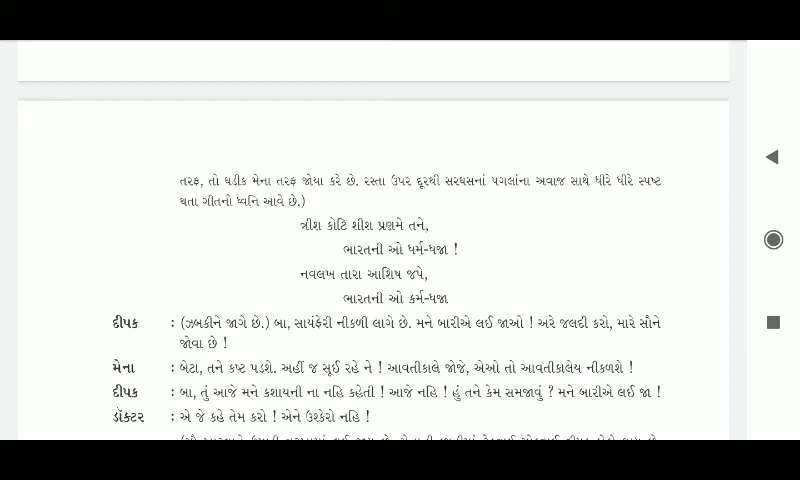 તરફ, તો ઘડીક મેના તરફ જોયા કરે છે. રસ્તા ઉપર દૂરથી સરઘસનાં પગલાંના અવાજ સાથે ધીરે ધીરે સ્પષ્ટ
થતા ગીતનો ધ્વનિ આવે છે.)
ત્રીશ કોટિ શીશ પ્રણમે તને,
ભારતની ઓ ધર્મ-ધજા !
નવલખ તારા આશિષ જપે,
ભારતની ઓ કર્મ-ધજા
દીપક : (ઝબકીને જાગે છે.) બા, સાયંફેરી નીકળી લાગે છે. મને બારીએ લઈ જાઓ ! અરે જલદી કરો, મારે સૌને
જોવા છે !
મેના : બેટા, તને કષ્ટ પડશે. અહીં જ સૂઈ રહે ને ! આવતીકાલે જોજે, એઓ તો આવતીકાલેય નીકળશે !
દીપક : બા, તું આજે મને કશાયની ના નહિ કહેતી ! આજે નહિ ! હું તને કેમ સમજાવું ? મને બારીએ લઈ જા !
ડૉક્ટર : એ જે કહે તેમ કરો ! એને ઉશ્કેરો નહિ !